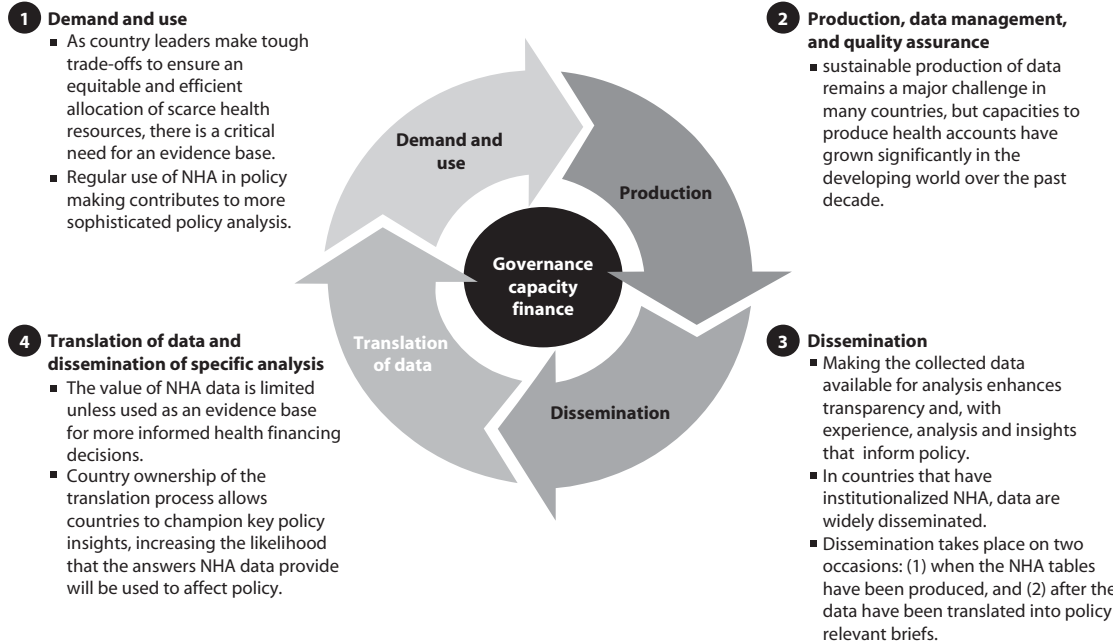 1 Demand and use
■ As country leaders make tough
trade-offs to ensure an
equitable and efficient
allocation of scarce health
resources, there is a critical
need for an evidence base.
■ Regular use of NHA in policy
making contributes to more
sophisticated policy analysis.
2 Production, data management,
and quality assurance
■ sustainable production of data
remains a major challenge in
many countries, but capacities to
produce health accounts have
grown significantly in the
developing world over the past
decade.
Demand and
use
Production
Governance
capacity
finance
Translation
of data
Dissemination
4 Translation of data and
dissemination of specific analysis
■ The value of NHA data is limited
unless used as an evidence base
for more informed health financing
decisions.
■ Country ownership of the
translation process allows
countries to champion key policy
insights, increasing the likelihood
that the answers NHA data provide
will be used to affect policy.
3 Dissemination
■ Making the collected data
available for analysis enhances
transparency and, with
experience, analysis and insights
that inform policy.
■ In countries that have
institutionalized NHA, data are
widely disseminated.
■ Dissemination takes place on two
occasions: (1) when the NHA tables
have been produced, and (2) after the
data have been translated into policy
relevant briefs.